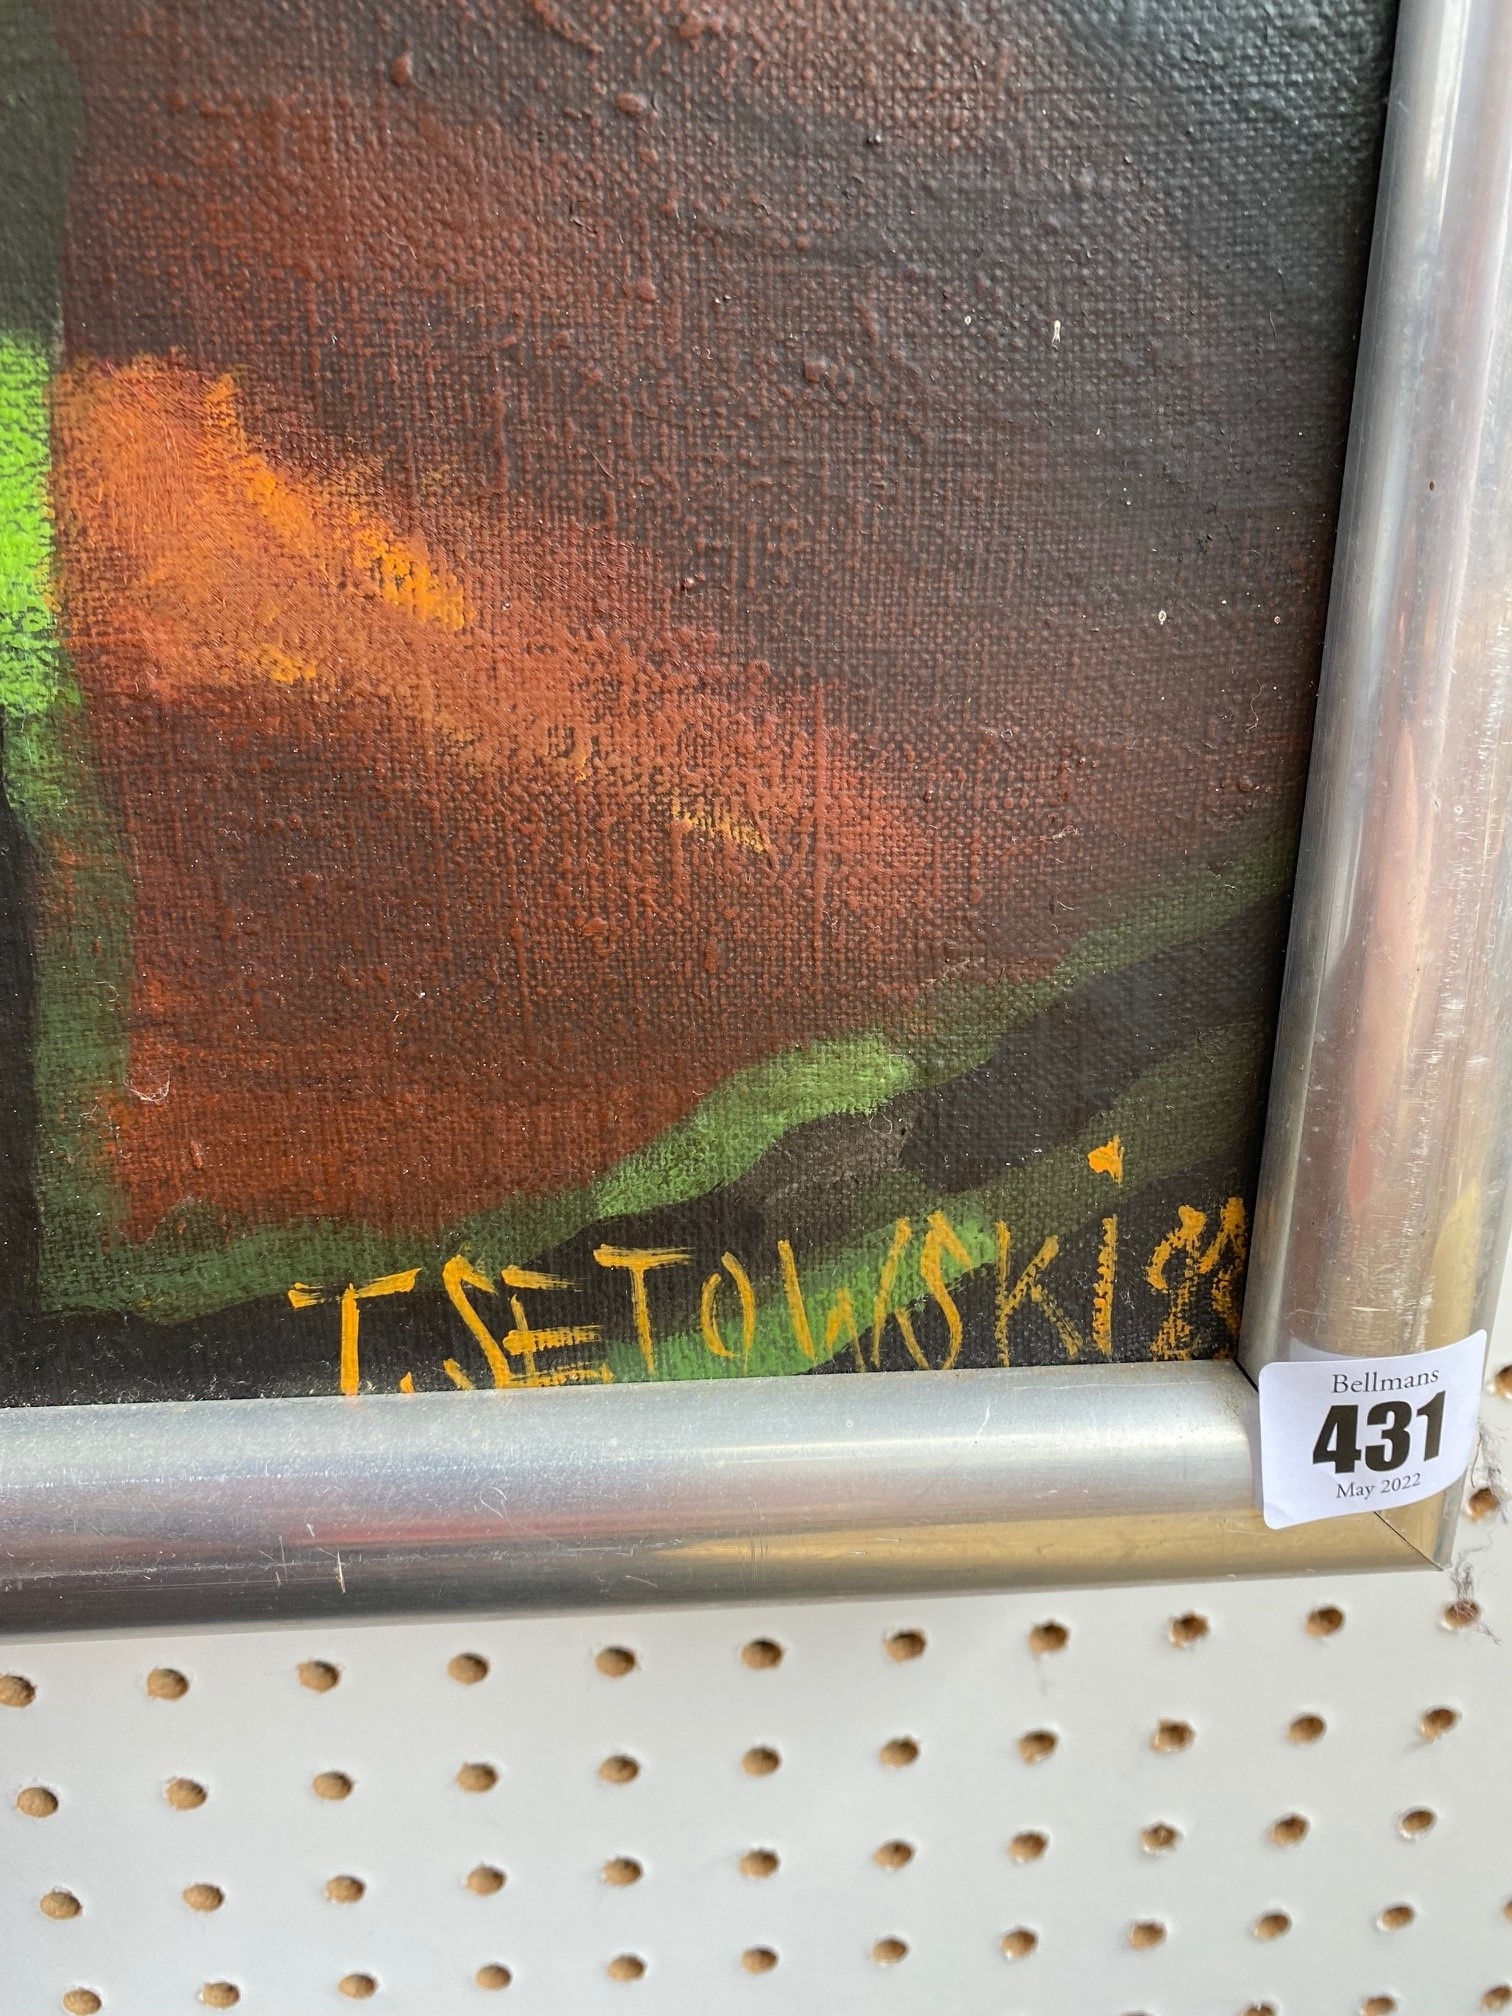 T. SETOWSKI
Bellmans
431
May 2022